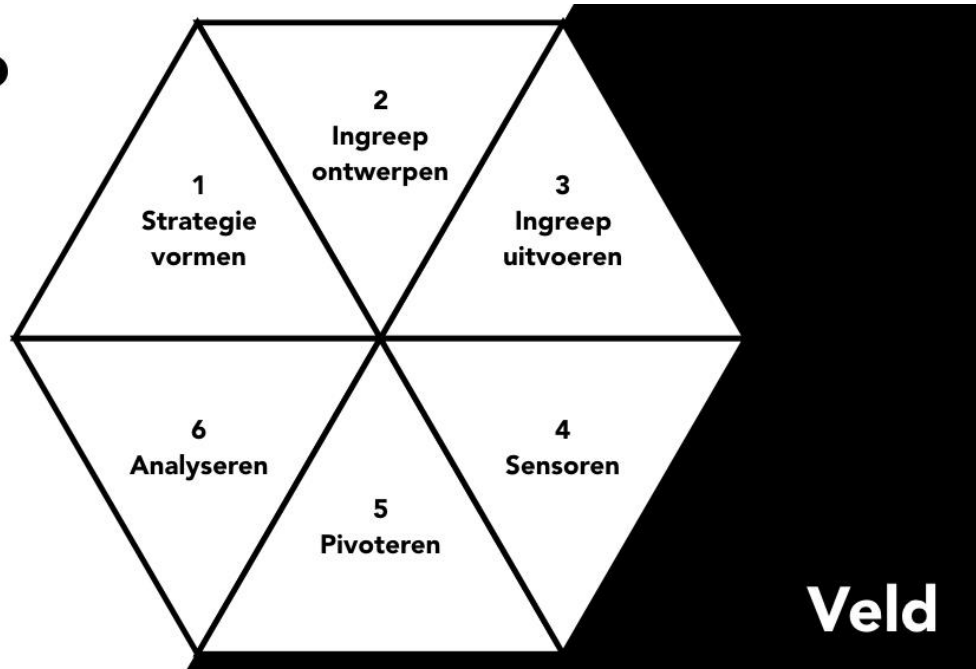 1
Strategie
vormen
2
Ingreep
ontwerpen
3
Ingreep
uitvoeren
4
Sensoren
5
Pivoteren
6
Analyseren
Veld